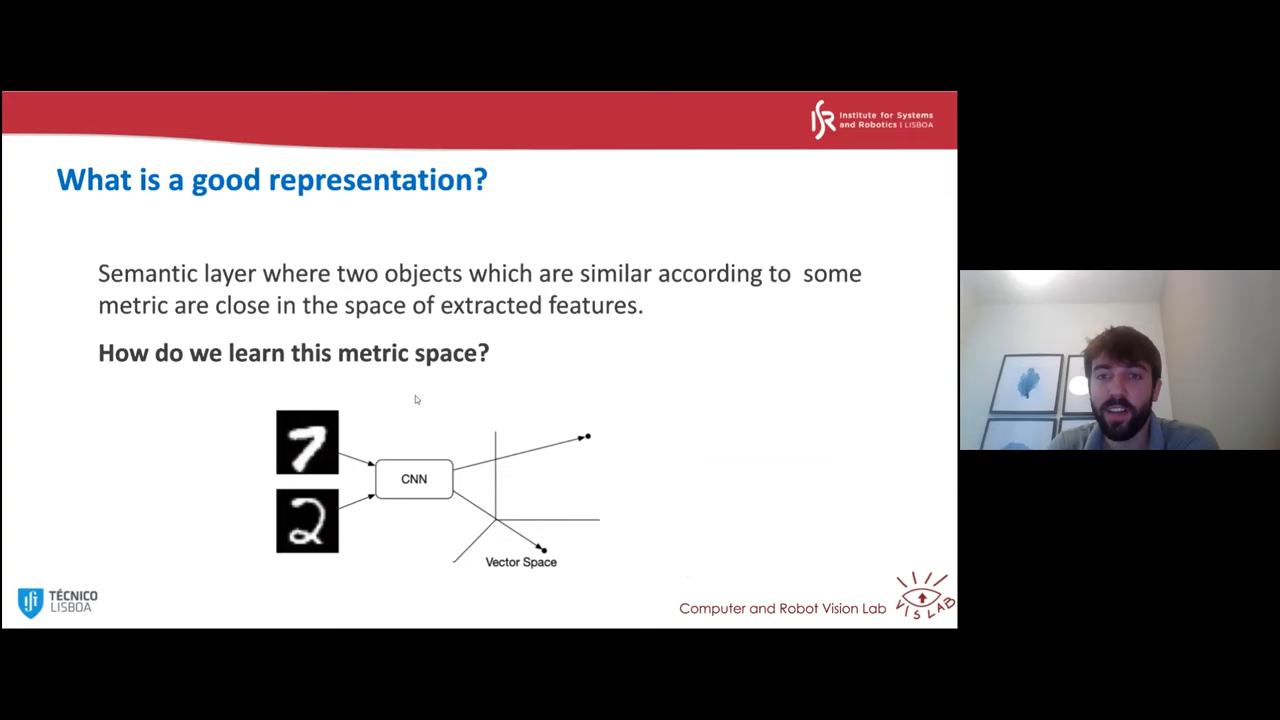 Institute for Systems
and Robotics | LISBOA
What is a good representation?
Semantic layer where two objects which are similar according to some
metric are close in the space of extracted features.
How do we learn this metric space?
7
CNN
2
Vector Space
TÉCNICO
LISBOA
Computer and Robot Vision Lab
VISLAB